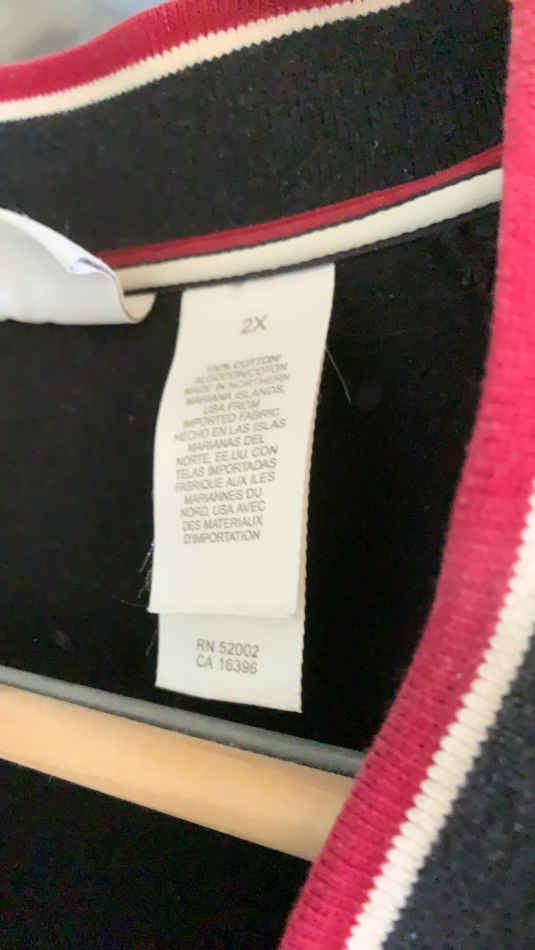 2X
100% COTTON/
ALGODON/COTON
MADE IN NORTHERN
MARIANA ISLANDS,
USA FROM
IMPORTED FABRIC
HECHO EN LAS ISLAS
MARIANAS DEL
NORTE, EE.UU. CON
TELAS IMPORTADAS
FABRIQUE AUX ILES
MARIANNES DU
NORD, USA AVEC
DES MATERIAUX
D'IMPORTATION
RN 52002
CA 16396